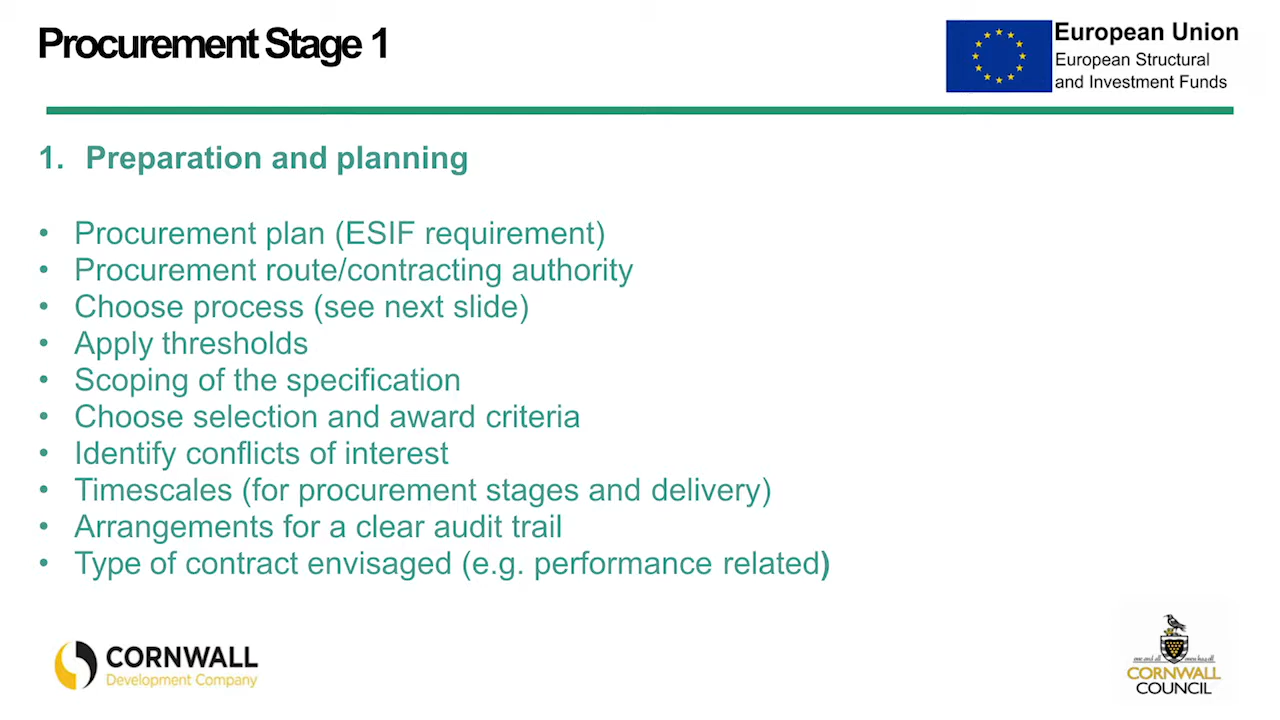 Procurement Stage 1
European Union
European Structural
and Investment Funds
1. Preparation and planning
• Procurement plan (ESIF requirement)
• Procurement route/contracting authority
• Choose process (see next slide)
• Apply thresholds
• Scoping of the specification
• Choose selection and award criteria
• Identify conflicts of interest
• Timescales (for procurement stages and delivery)
• Arrangements for a clear audit trail
• Type of contract envisaged (e.g. performance related)
CORNWALL
Development Company
one and all
CORNWALL
COUNCIL